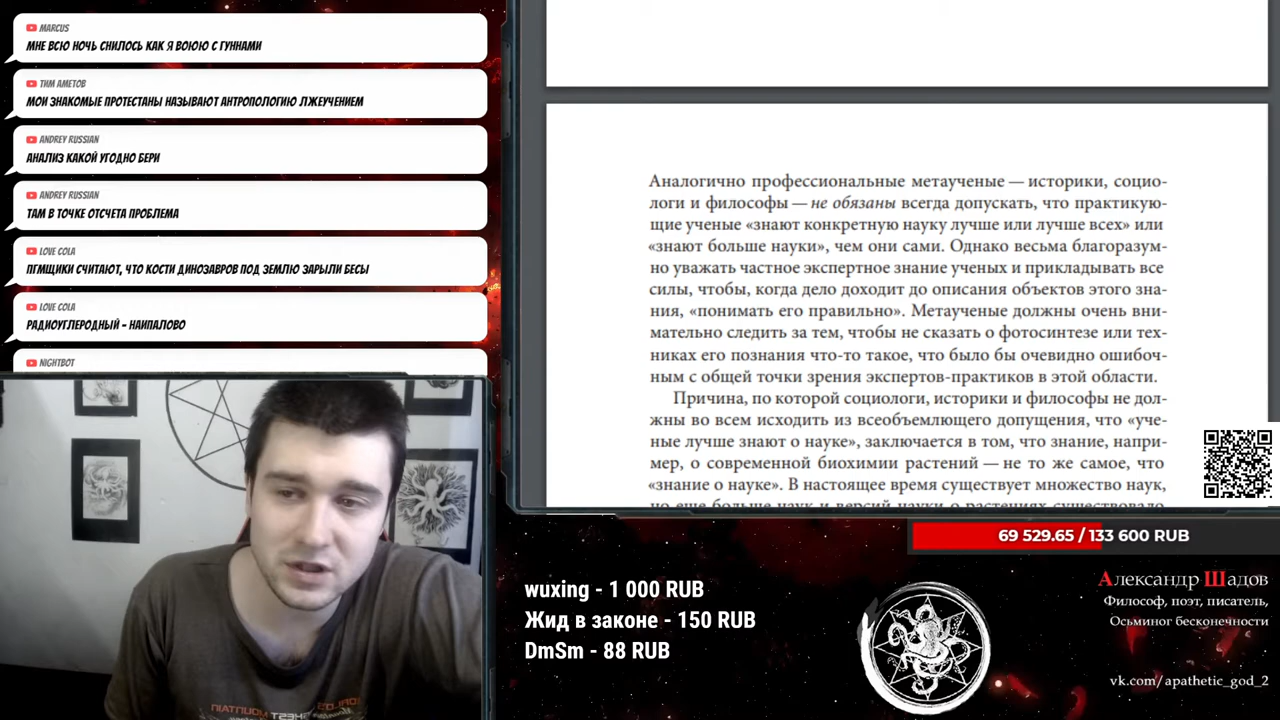 MARCUS
МНЕ ВСЮ НОЧЬ СНИЛОСЬ КАК Я ВОЮЮ С ГУННАМИ
ТИМ АМЕТОВ
МОИ ЗНАКОМЫЕ ПРОТЕСТАНЫ НАЗЫВАЮТ АНТРОПОЛОГИЮ ЛЖЕУЧЕНИЕМ
ANDREY RUSSIAN
АНАЛИЗ КАКОЙ УГОДНО БЕРИ
ANDREY RUSSIAN
ТАМ В ТОЧКЕ ОТСЧЕТА ПРОБЛЕМА
LOVE COLA
ПГМЩИКИ СЧИТАЮТ, ЧТО КОСТИ ДИНОЗАВРОВ ПОД ЗЕМЛЮ ЗАРЫЛИ БЕСЫ
LOVE COLA
РАДИОУГЛЕРОДНЫЙ - НАИПАЛОВО
NIGHTBOT
Аналогично профессиональные метаученые — историки, социо-
логи и философы — не обязаны всегда допускать, что практикую-
щие ученые «знают конкретную науку лучше или лучше всех» или
«знают больше науки», чем они сами. Однако весьма благоразум-
но уважать частное экспертное знание ученых и прикладывать все
силы, чтобы, когда дело доходит до описания объектов этого зна-
ния, «понимать его правильно». Метаученые должны очень вни-
мательно следить за тем, чтобы не сказать о фотосинтезе или тех-
никах его познания что-то такое, что было бы очевидно ошибоч-
ным с общей точки зрения экспертов-практиков в этой области.
Причина, по которой социологи, историки и философы не дол-
жны во всем исходить из всеобъемлющего допущения, что «уче-
ные лучше знают о науке», заключается в том, что знание, напри-
мер, о современной биохимии растений — не то же самое, что
«знание о науке». В настоящее время существует множество наук,
но еще больше наук и версий науки о растениях существовало
69 529.65 / 133 600 RUB
wuxing - 1 000 RUB
Жид в законе - 150 RUB
DmSm - 88 RUB
Александр Шадов
Философ, поэт, писатель,
Осьминог бесконечности
vk.com/apathetic_god_2